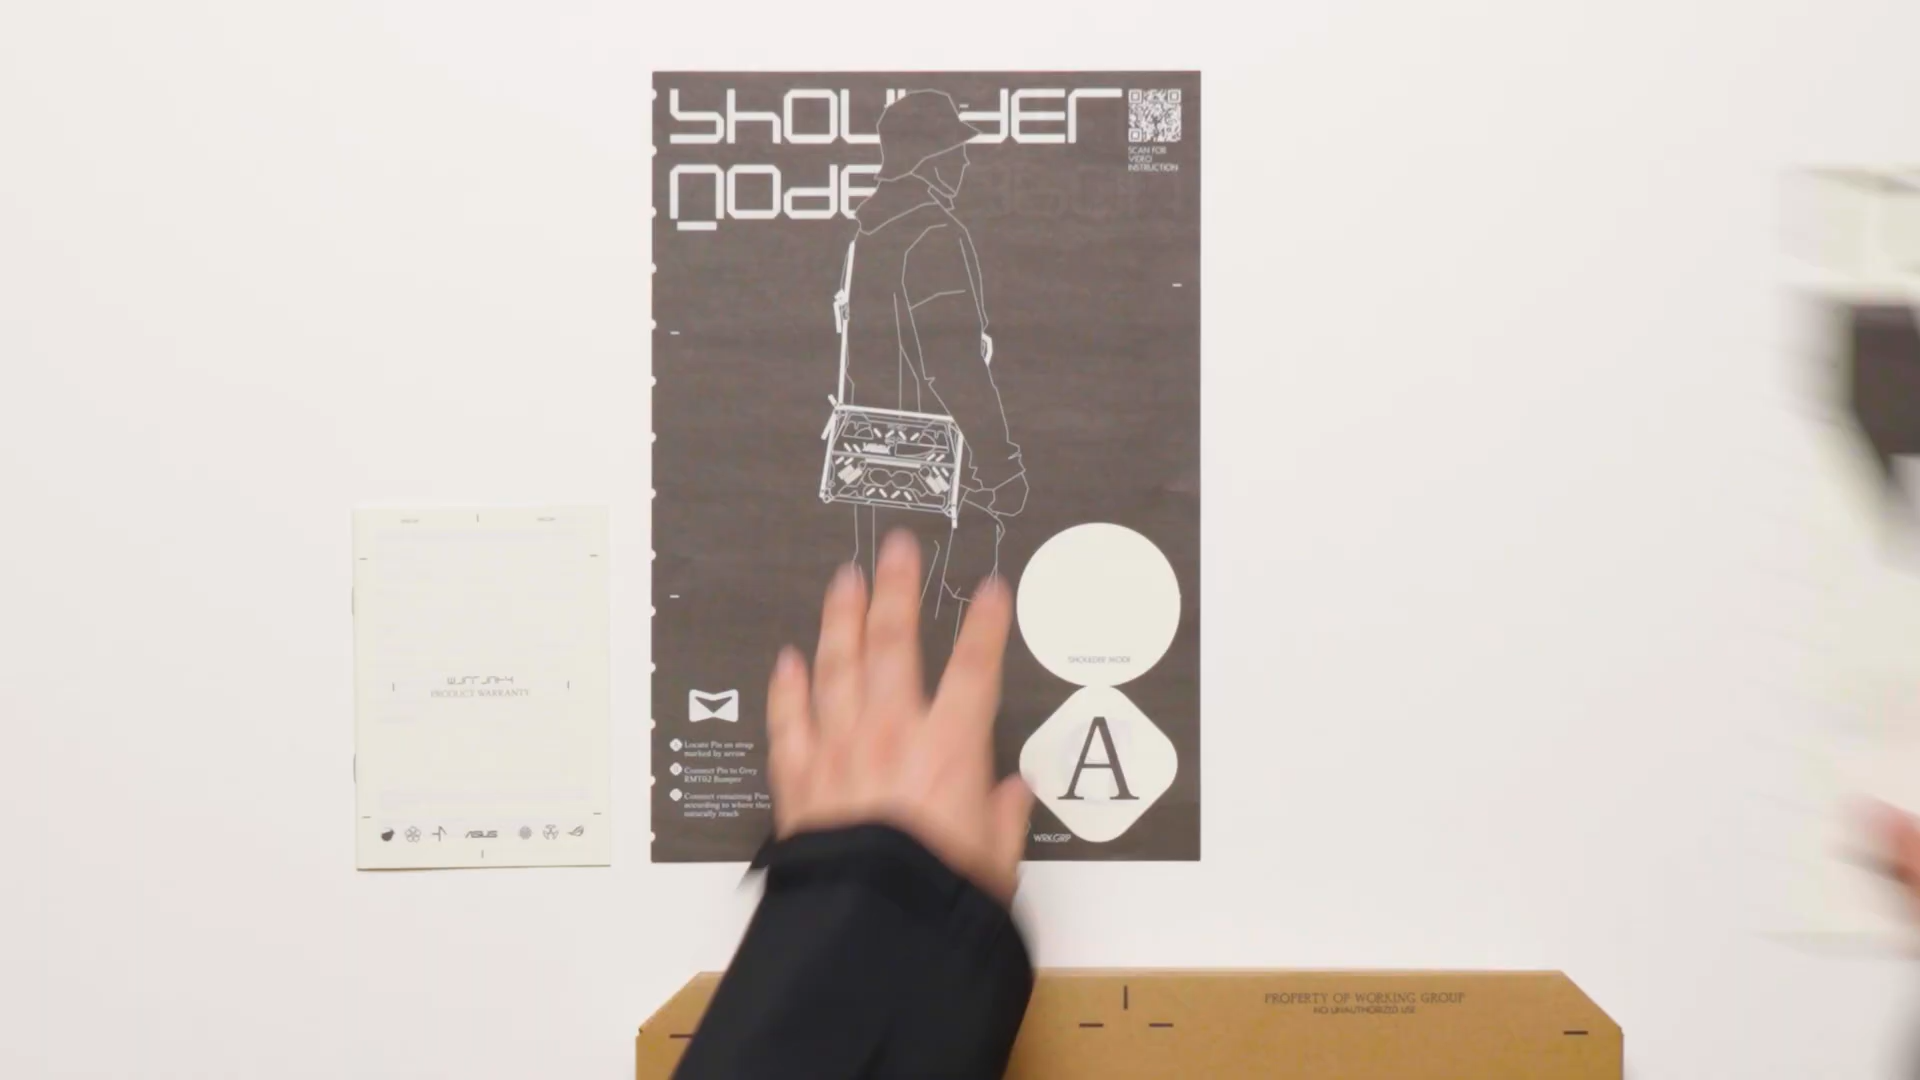 ShOULDEr
nOdE
SCAN FOR
VIDEO
INSTRUCTION
SHOULDER MODE
A
PRODUCT WARRANTY
A Locate Pin on strap
marked by arrow
Connect Pin to Grey
RMT02 Bumper
Connect remaining Pins
according to where they
naturally reach
WRKGRP
ASUS
PROPERTY OF WORKING GROUP
NO UNAUTHORIZED USE